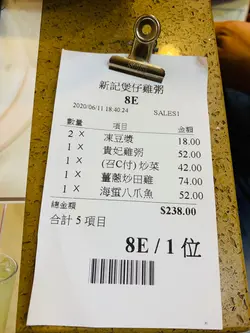 新記煲仔雞粥
8E
2020/06/11 18.40.24 SALES1
數量 項目 金額
2 × 凍豆漿 18.00
1 × 貴妃雞粥 52.00
1 × (召C付) 炒菜 42.00
1 × 薑蔥炒田雞 74.00
1 × 海蜇八爪魚 52.00
總金額 $238.00
合計 5 項目
8E / 1 位